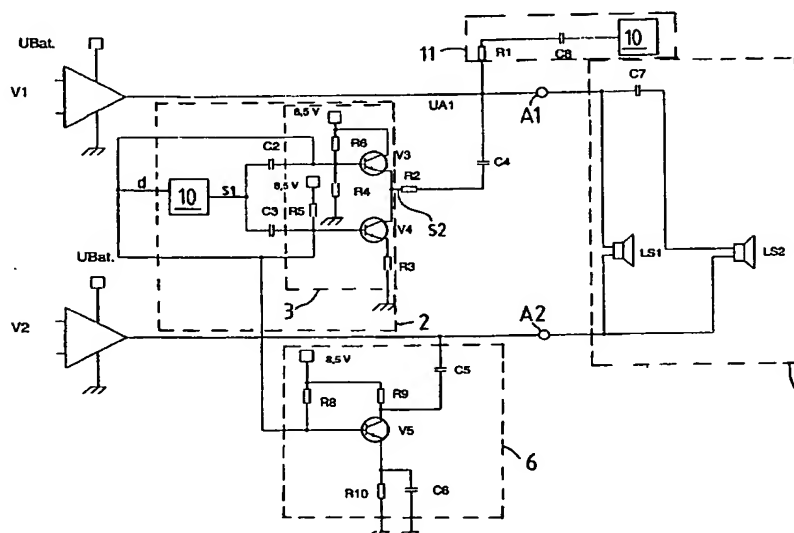 UBat.
11
R1
C8
10
V1
UA1
A1
C7
8,5 V
C2
R6
V3
C4
R2
d
10
S1
8,5 V
R4
S2
C3
R5
V4
LS1
LS2
UBat.
R3
3
2
V2
A2
8,5 V
C5
R8
R9
V5
6
R10
C6